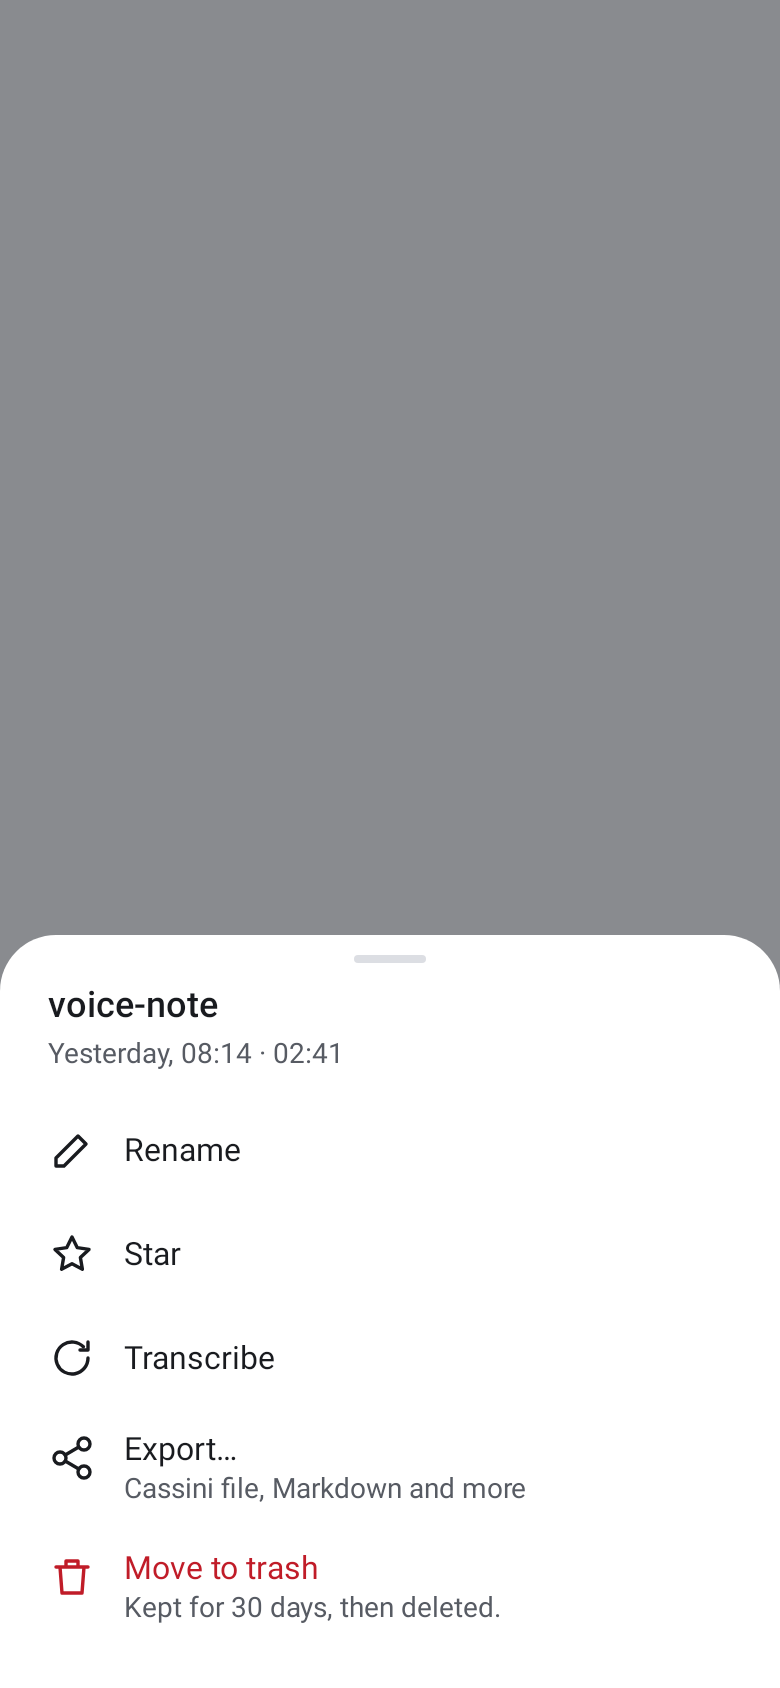 voice-note
Yesterday, 08:14 · 02:41
Rename
Star
Transcribe
Export…
Cassini file, Markdown and more
Move to trash
Kept for 30 days, then deleted.